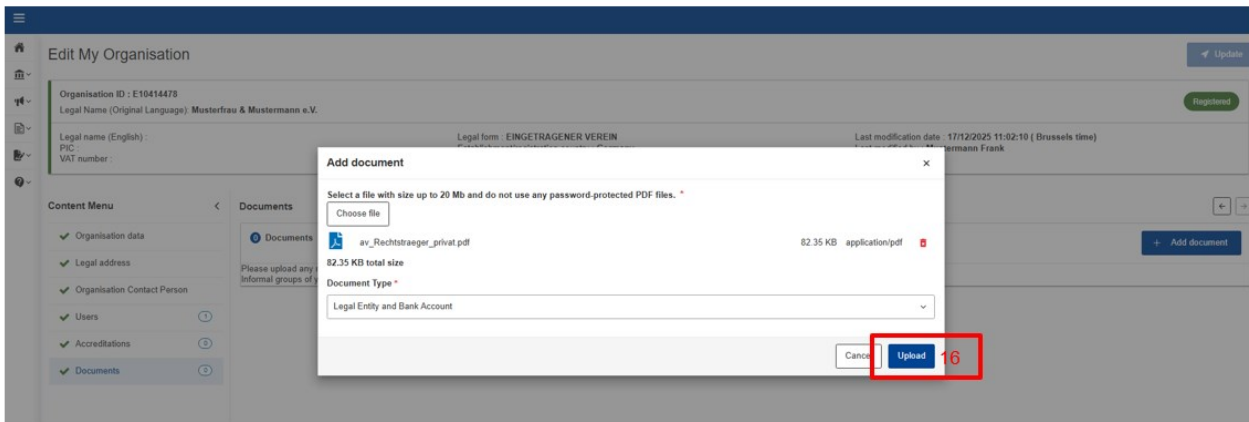 Edit My Organisation
Update
Organisation ID : E10414478
Legal Name (Original Language): Musterfrau & Mustermann e.V.
Registered
Legal name (English) :
Legal form : EINGETRAGENER VEREIN
Last modification date : 17/12/2025 11:02:10 ( Brussels time)
PIC :
VAT number :
Add document
Select a file with size up to 20 Mb and do not use any password-protected PDF files. *
Choose file
av_Rechtstraeger_privat.pdf 82.35 KB application/pdf
82.35 KB total size
Document Type *
Legal Entity and Bank Account
Cance
Upload
16
Content Menu
Organisation data
Legal address
Organisation Contact Person
Users 1
Accreditations 0
Documents 0
Documents
0 Documents
+ Add document
Please upload any
Informal groups of